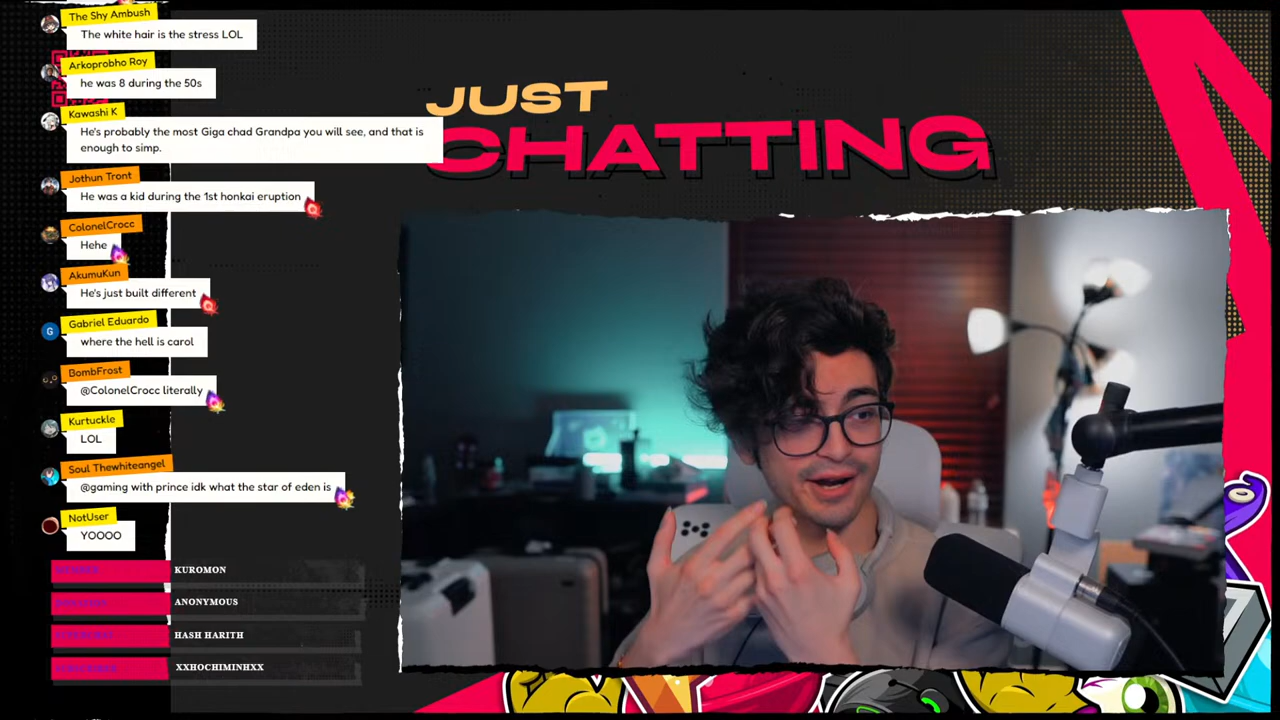 The Shy Ambush
The white hair is the stress LOL
Arkoprobho Roy
he was 8 during the 50s
Kawashi K
He's probably the most Giga chad Grandpa you will see, and that is
enough to simp.
Jothun Tront
He was a kid during the 1st honkai eruption
ColonelCrocc
Hehe
AkumuKun
He's just built different
Gabriel Eduardo
G
where the hell is carol
BombFrost
@ColonelCrocc literally
Kurtuckle
LOL
Soul Thewhiteangel
@gaming with prince idk what the star of eden is
NotUser
YOOOO
KUROMON
ANONYMOUS
HASH HARITH
XXHOCHIMINHXX
JUST
CHATTING